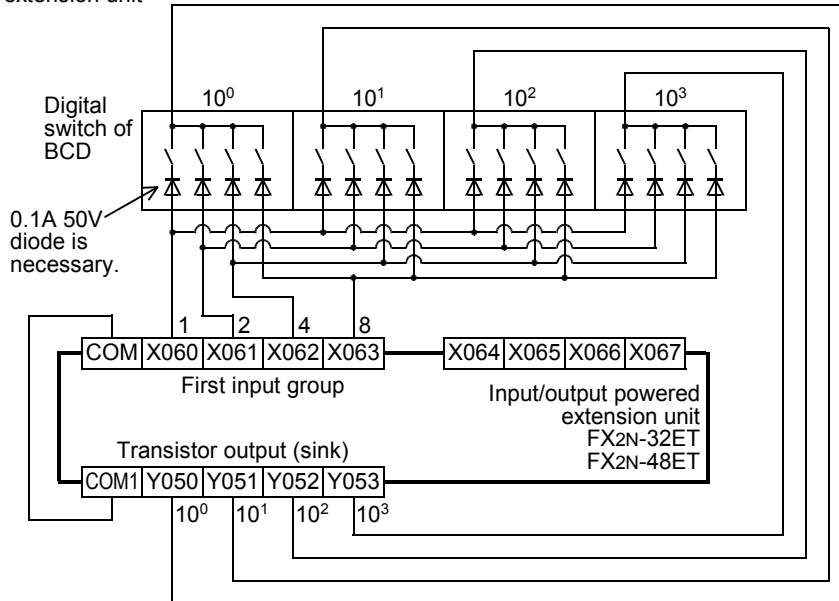 extension unit
10⁰ 10¹ 10² 10³
Digital
switch of
BCD
0.1A 50V
diode is
necessary.
1 2 4 8
COM X060 X061 X062 X063 X064 X065 X066 X067
First input group
Input/output powered
extension unit
FX2N-32ET
FX2N-48ET
Transistor output (sink)
COM1 Y050 Y051 Y052 Y053
10⁰ 10¹ 10² 10³